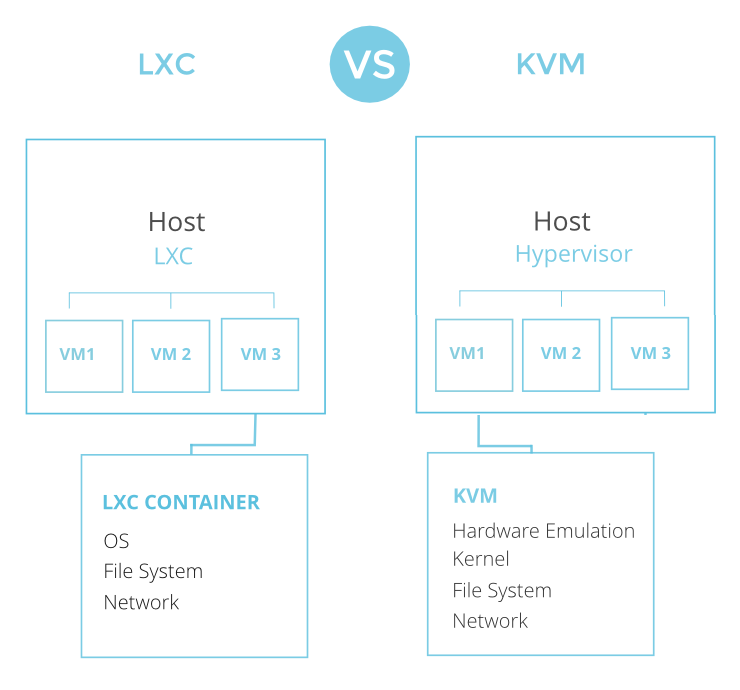 LXC
VS
KVM
Host
LXC
VM1
VM 2
VM 3
LXC CONTAINER
OS
File System
Network
Host
Hypervisor
VM1
VM 2
VM 3
KVM
Hardware Emulation
Kernel
File System
Network